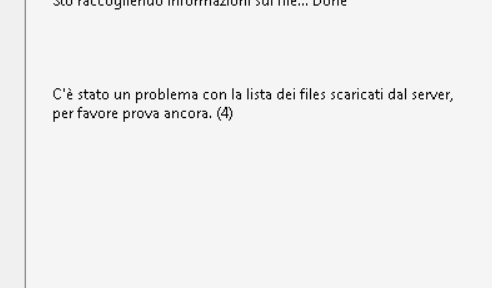 Sto raccogliendo informazioni sui file... Done
C'è stato un problema con la lista dei files scaricati dal server,
per favore prova ancora. (4)